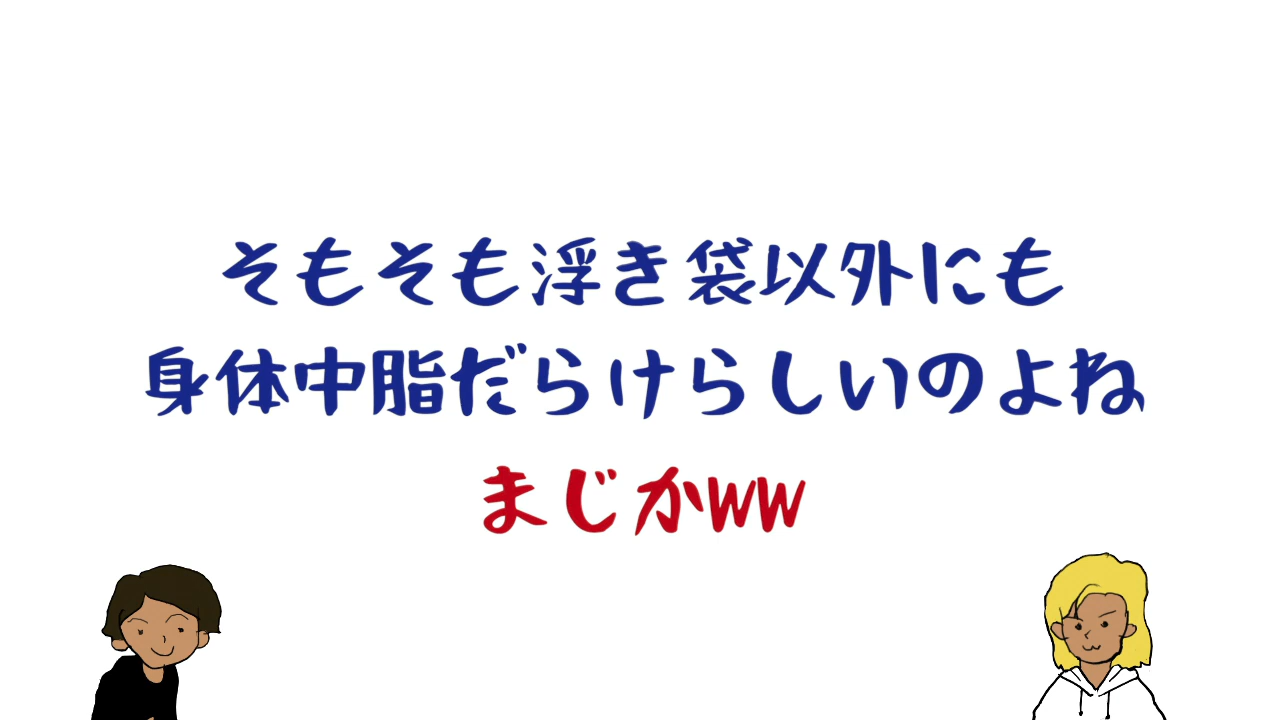 そもそも浮き袋以外にも
身体中脂だらけらしいのよね
まじかww